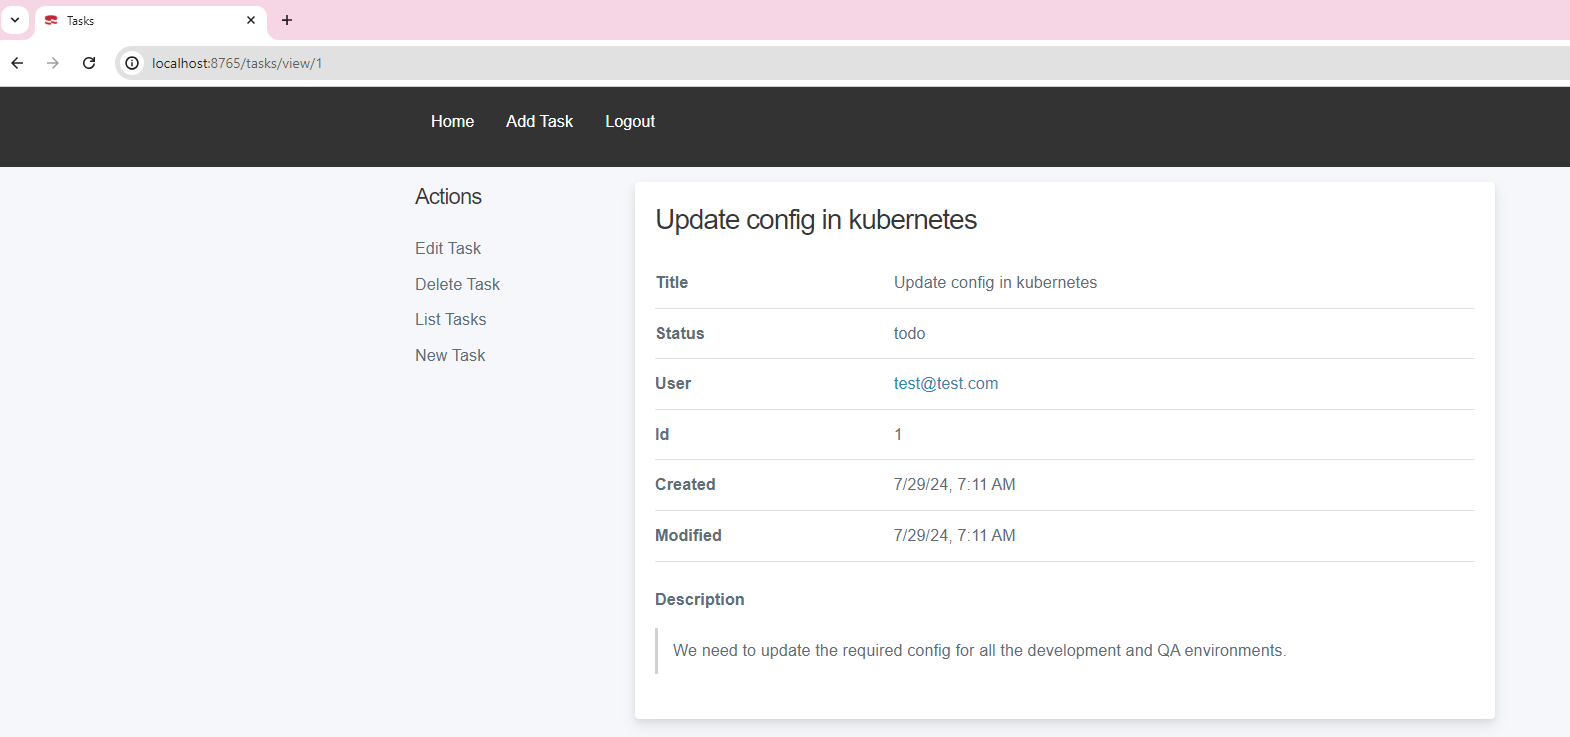 Tasks
localhost:8765/tasks/view/1
Home Add Task Logout
Actions
Edit Task
Delete Task
List Tasks
New Task
Update config in kubernetes
Title Update config in kubernetes
Status todo
User test@test.com
Id 1
Created 7/29/24, 7:11 AM
Modified 7/29/24, 7:11 AM
Description
We need to update the required config for all the development and QA environments.